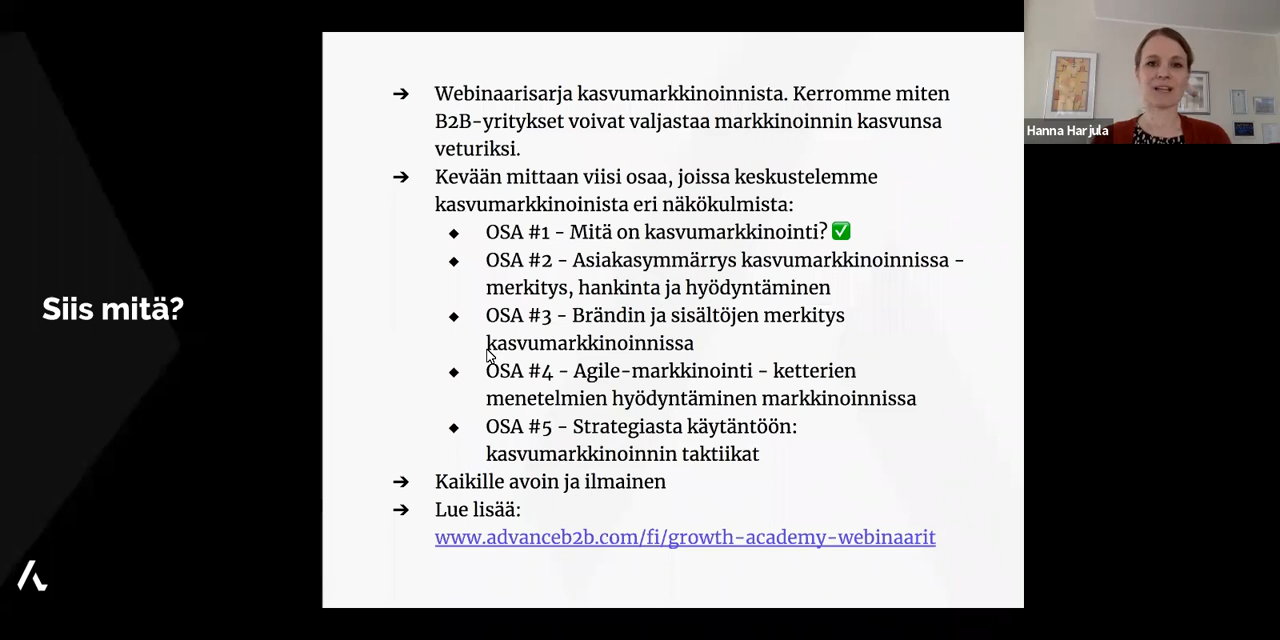 Siis mitä?
➔ Webinaarisarja kasvumarkkinoinnista. Kerromme miten
B2B-yritykset voivat valjastaa markkinoinnin kasvunsa
veturiksi.
➔ Kevään mittaan viisi osaa, joissa keskustelemme
kasvumarkkinoinista eri näkökulmista:
◆ OSA #1 - Mitä on kasvumarkkinointi? ✅
◆ OSA #2 - Asiakasymmärrys kasvumarkkinoinnissa -
merkitys, hankinta ja hyödyntäminen
◆ OSA #3 - Brändin ja sisältöjen merkitys
kasvumarkkinoinnissa
◆ OSA #4 - Agile-markkinointi - ketterien
menetelmien hyödyntäminen markkinoinnissa
◆ OSA #5 - Strategiasta käytäntöön:
kasvumarkkinoinnin taktiikat
➔ Kaikille avoin ja ilmainen
➔ Lue lisää:
www.advanceb2b.com/fi/growth-academy-webinaarit
Hanna Harjula